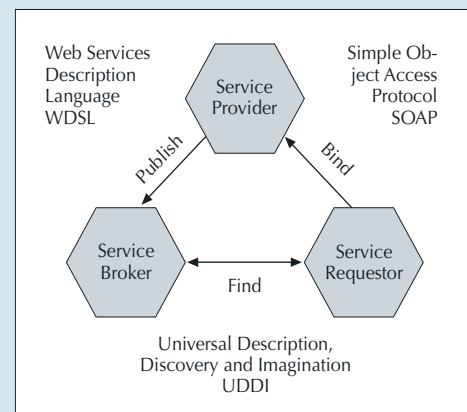 Web Services
Description
Language
WDSL
Simple Ob-
ject Access
Protocol
SOAP
Service
Provider
Publish
Bind
Service
Broker
Find
Service
Requestor
Universal Description,
Discovery and Imagination
UDDI